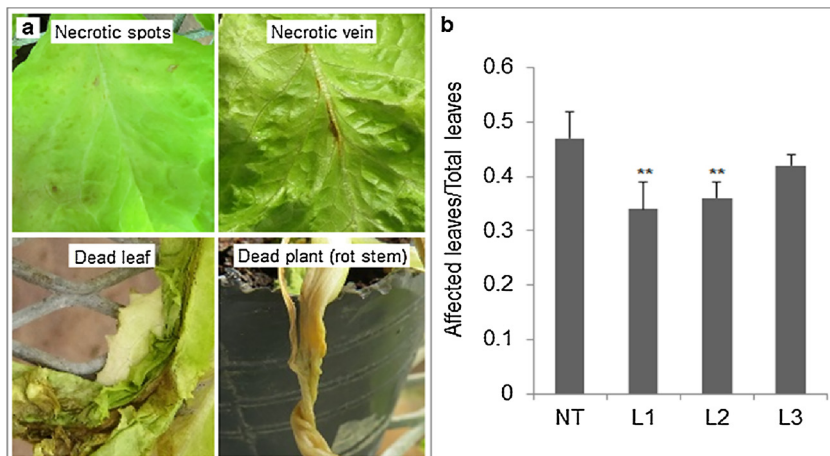 a
Necrotic spots
Necrotic vein
Dead leaf
Dead plant (rot stem)
b
Affected leaves/Total leaves
0.6
0.5
0.4
0.3
0.2
0.1
0
**
**
NT
L1
L2
L3